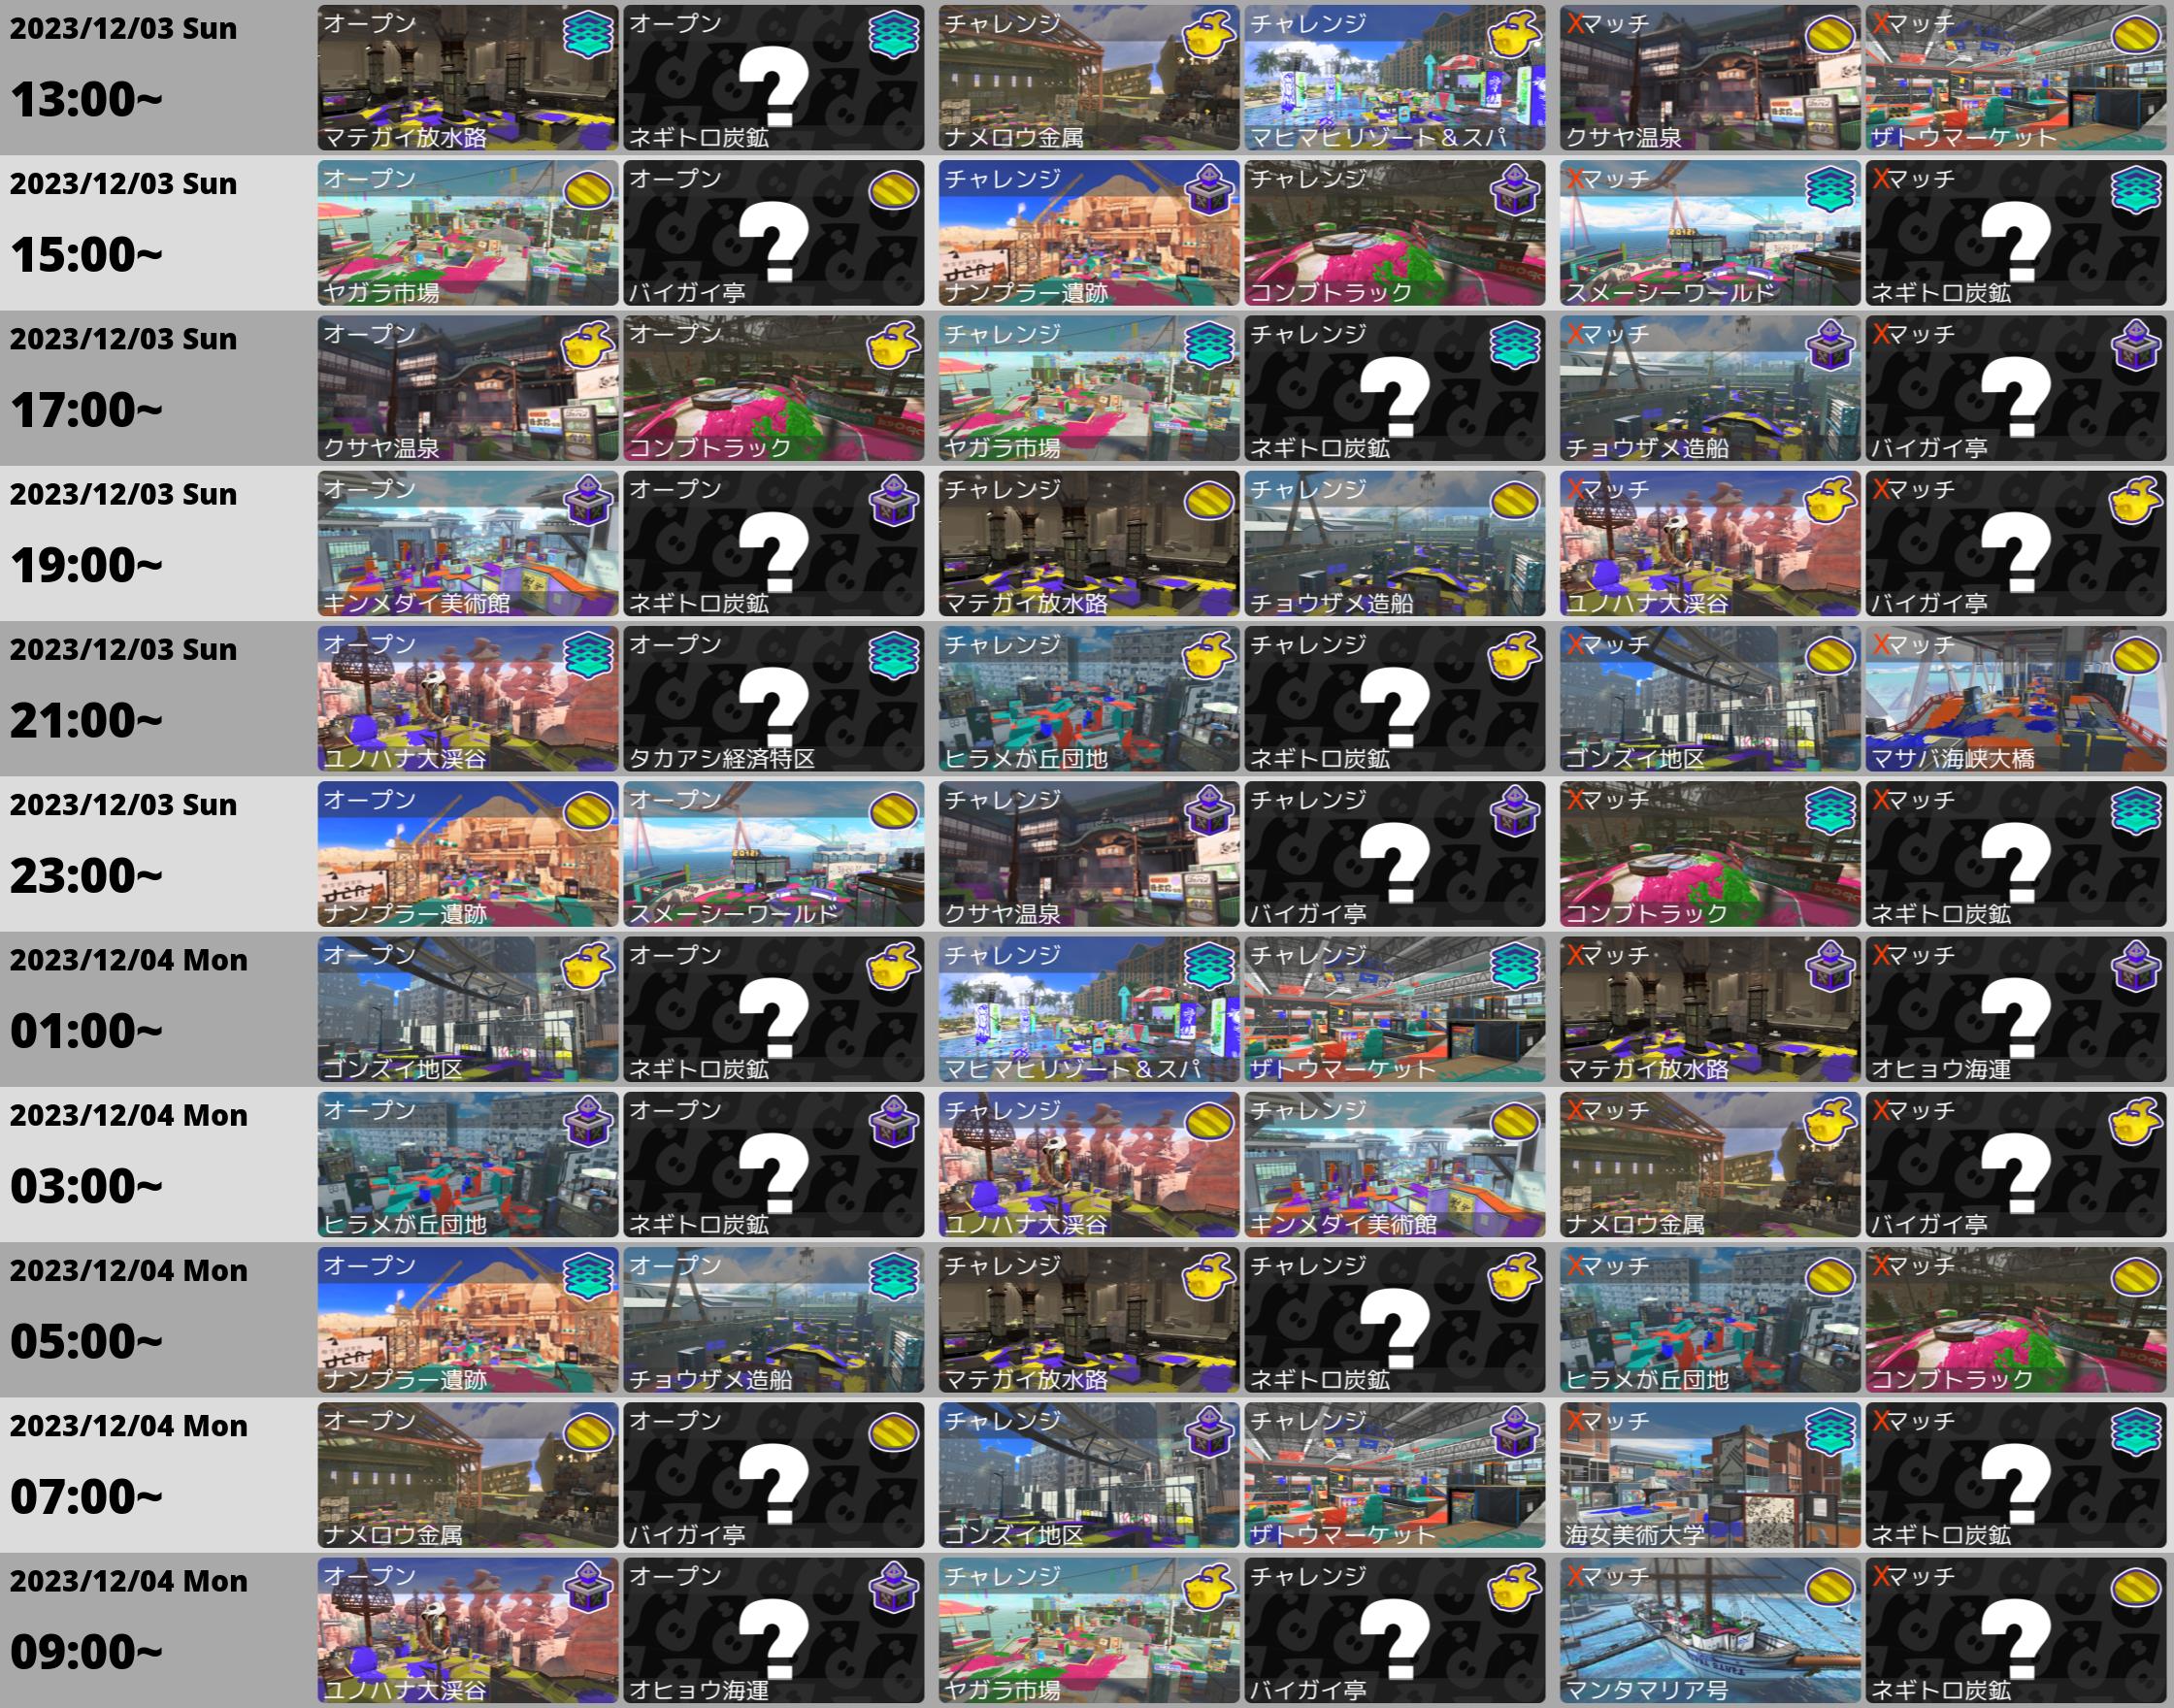 2023/12/03 Sun
13:00~
オープン
マテガイ放水路
オープン
ネギトロ炭鉱
チャレンジ
ナメロウ金属
チャレンジ
マヒマヒリゾート＆スパ
Xマッチ
クサヤ温泉
Xマッチ
ザトウマーケット
2023/12/03 Sun
15:00~
オープン
ヤガラ市場
オープン
バイガイ亭
チャレンジ
ナンプラー遺跡
チャレンジ
コンブトラック
Xマッチ
スメーシーワールド
Xマッチ
ネギトロ炭鉱
2023/12/03 Sun
17:00~
オープン
クサヤ温泉
オープン
コンブトラック
チャレンジ
ヤガラ市場
チャレンジ
ネギトロ炭鉱
Xマッチ
チョウザメ造船
Xマッチ
バイガイ亭
2023/12/03 Sun
19:00~
オープン
キンメダイ美術館
オープン
ネギトロ炭鉱
チャレンジ
マテガイ放水路
チャレンジ
チョウザメ造船
Xマッチ
ユノハナ大渓谷
Xマッチ
バイガイ亭
2023/12/03 Sun
21:00~
オープン
ユノハナ大渓谷
オープン
タカアシ経済特区
チャレンジ
ヒラメが丘団地
チャレンジ
ネギトロ炭鉱
Xマッチ
ゴンズイ地区
Xマッチ
マサバ海峡大橋
2023/12/03 Sun
23:00~
オープン
ナンプラー遺跡
オープン
スメーシーワールド
チャレンジ
クサヤ温泉
チャレンジ
バイガイ亭
Xマッチ
コンブトラック
Xマッチ
ネギトロ炭鉱
2023/12/04 Mon
01:00~
オープン
ゴンズイ地区
オープン
ネギトロ炭鉱
チャレンジ
マヒマヒリゾート＆スパ
チャレンジ
ザトウマーケット
Xマッチ
マテガイ放水路
Xマッチ
オヒョウ海運
2023/12/04 Mon
03:00~
オープン
ヒラメが丘団地
オープン
ネギトロ炭鉱
チャレンジ
ユノハナ大渓谷
チャレンジ
キンメダイ美術館
Xマッチ
ナメロウ金属
Xマッチ
バイガイ亭
2023/12/04 Mon
05:00~
オープン
ナンプラー遺跡
オープン
チョウザメ造船
チャレンジ
マテガイ放水路
チャレンジ
ネギトロ炭鉱
Xマッチ
ヒラメが丘団地
Xマッチ
コンブトラック
2023/12/04 Mon
07:00~
オープン
ナメロウ金属
オープン
バイガイ亭
チャレンジ
ゴンズイ地区
チャレンジ
ザトウマーケット
Xマッチ
海女美術大学
Xマッチ
ネギトロ炭鉱
2023/12/04 Mon
09:00~
オープン
ユノハナ大渓谷
オープン
オヒョウ海運
チャレンジ
ヤガラ市場
チャレンジ
バイガイ亭
Xマッチ
マンタマリア号
Xマッチ
ネギトロ炭鉱